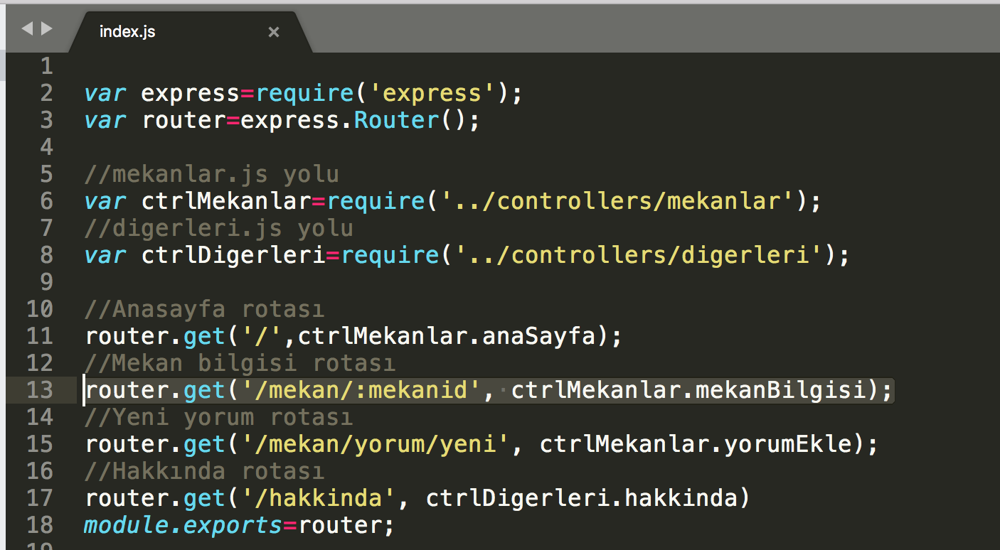 index.js ×
1
2 var express=require('express');
3 var router=express.Router();
4
5 //mekanlar.js yolu
6 var ctrlMekanlar=require('../controllers/mekanlar');
7 //digerleri.js yolu
8 var ctrlDigerleri=require('../controllers/digerleri');
9
10 //Anasayfa rotası
11 router.get('/',ctrlMekanlar.anaSayfa);
12 //Mekan bilgisi rotası
13 router.get('/mekan/:mekanid', ctrlMekanlar.mekanBilgisi);
14 //Yeni yorum rotası
15 router.get('/mekan/yorum/yeni', ctrlMekanlar.yorumEkle);
16 //Hakkında rotası
17 router.get('/hakkinda', ctrlDigerleri.hakkinda)
18 module.exports=router;
19